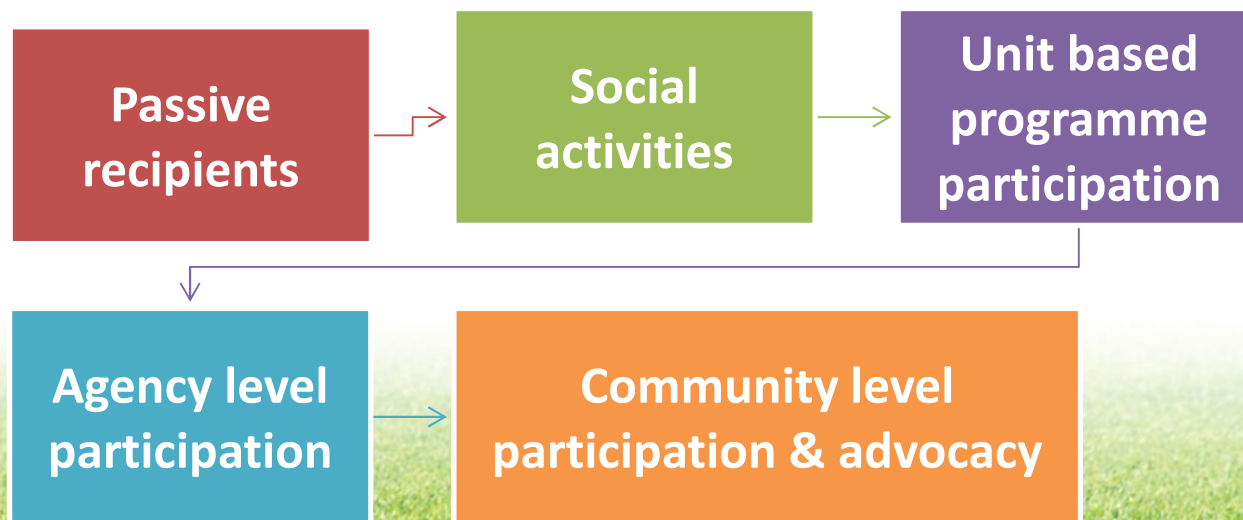 Passive
recipients
Social
activities
Unit based
programme
participation
Agency level
participation
Community level
participation & advocacy